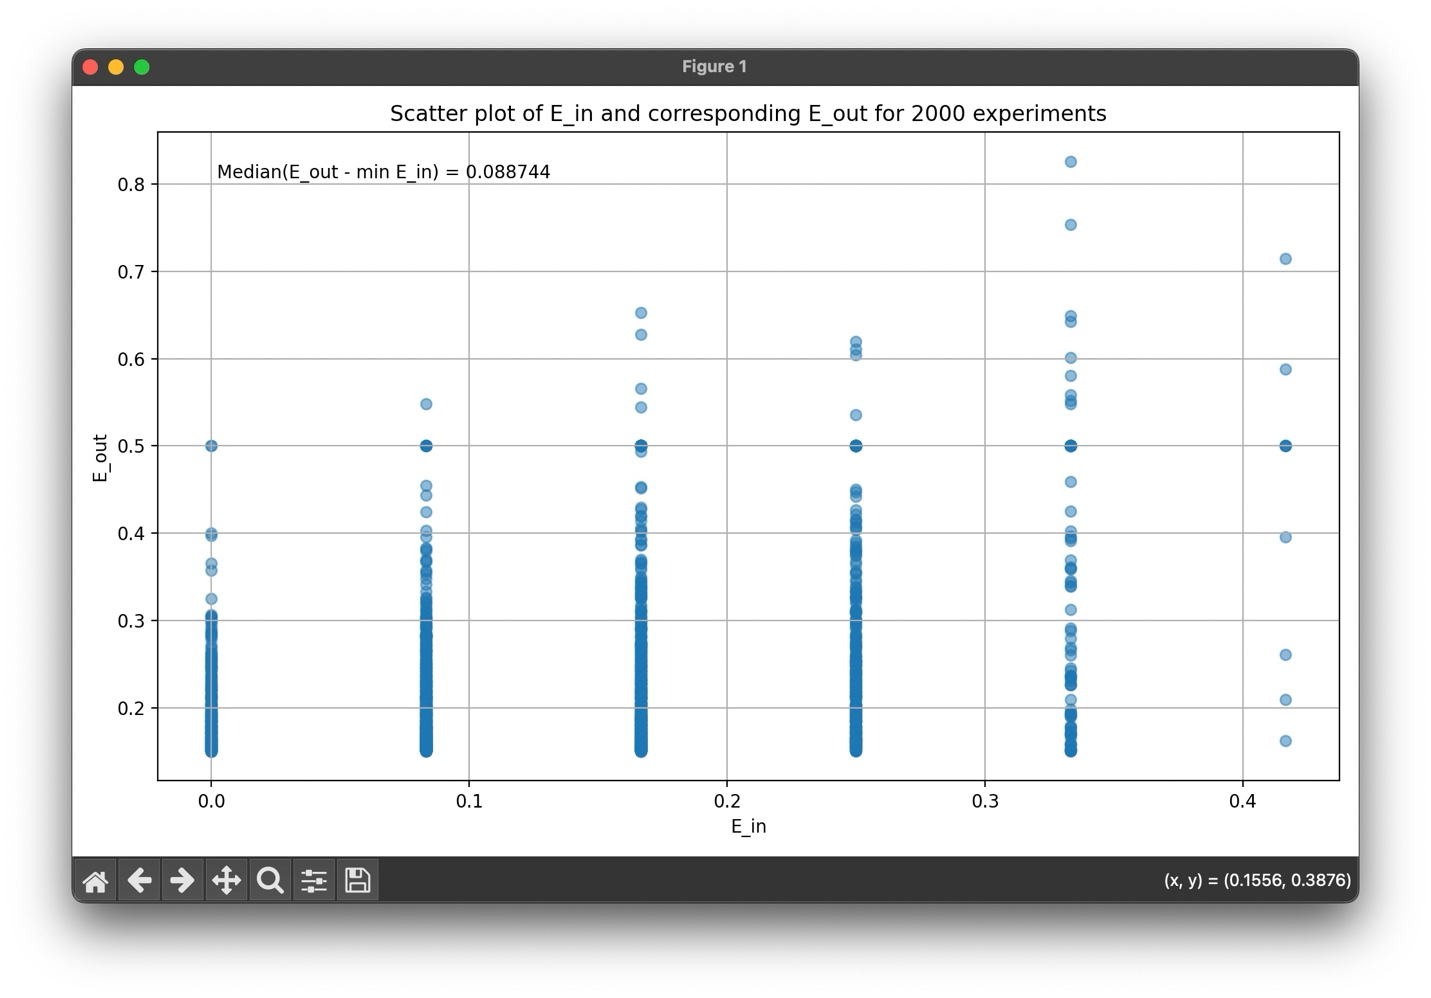 Figure 1
Scatter plot of E_in and corresponding E_out for 2000 experiments
Median(E_out - min E_in) = 0.088744
0.8
0.7
0.6
0.5
0.4
0.3
0.2
E_out
0.0 0.1 0.2 0.3 0.4
E_in
(x, y) = (0.1556, 0.3876)